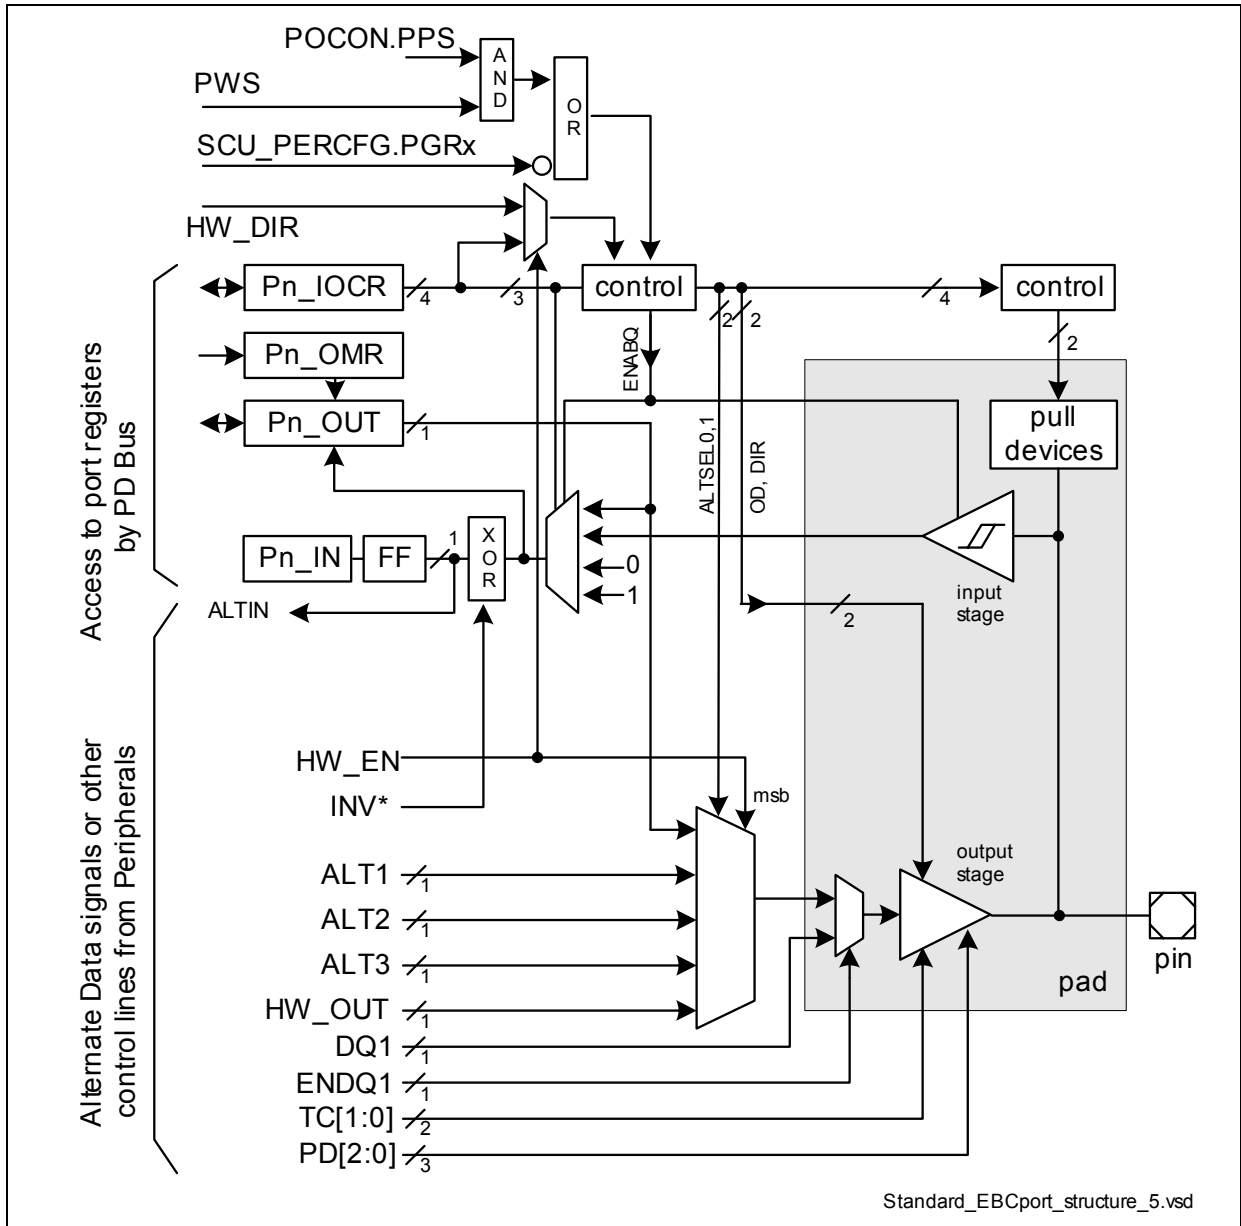 POCON.PPS
AND
PWS
OR
SCU_PERCFG.PGRx
HW_DIR
Pn_IOCR
4
3
control
2
2
4
control
Pn_OMR
ENABQ
2
Pn_OUT
1
ALTSEL0,1
OD, DIR
pull
devices
Access to port registers
by PD Bus
Pn_IN
FF
1
XOR
0
1
input
stage
ALTIN
2
Alternate Data signals or other
control lines from Peripherals
HW_EN
INV*
msb
output
stage
ALT1
1
ALT2
1
ALT3
1
HW_OUT
1
DQ1
1
ENDQ1
1
TC[1:0]
2
PD[2:0]
3
pad
pin
Standard_EBCport_structure_5.vsd